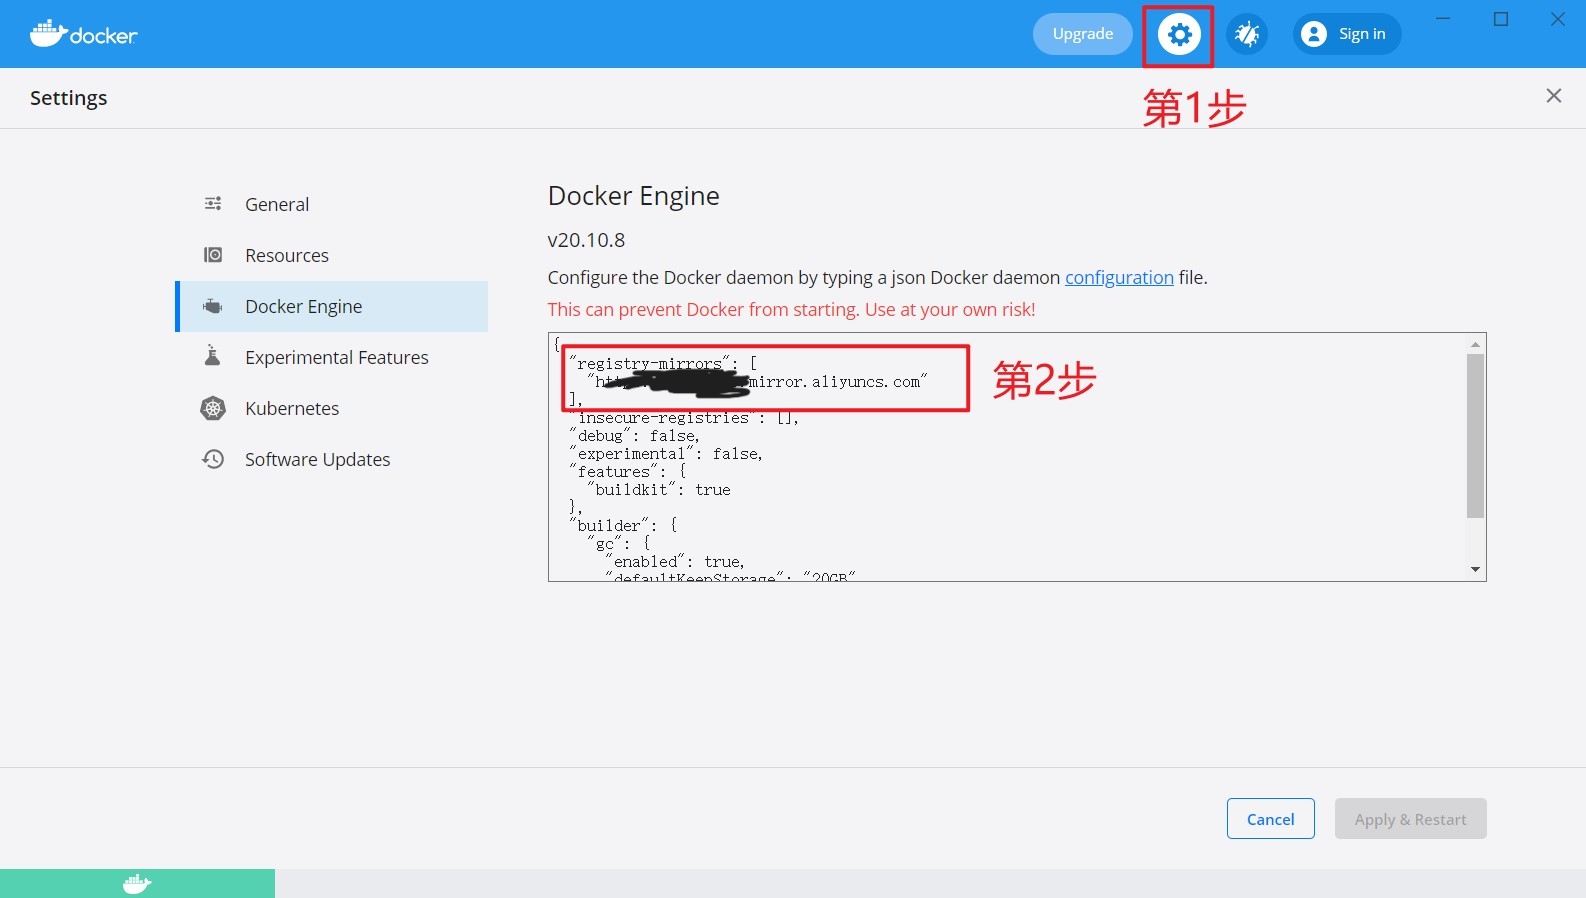 docker
Upgrade
Sign in
Settings
第1步
General
Resources
Docker Engine
Experimental Features
Kubernetes
Software Updates
Docker Engine
v20.10.8
Configure the Docker daemon by typing a json Docker daemon configuration file.
This can prevent Docker from starting. Use at your own risk!
{
"registry-mirrors": [
mirror.aliyuncs.com"
],
第2步
"insecure-registries": [],
"debug": false,
"experimental": false,
"features": {
"buildkit": true
},
"builder": {
"gc": {
"enabled": true,
"defaultKeepStorage": "20GB"
Cancel
Apply & Restart